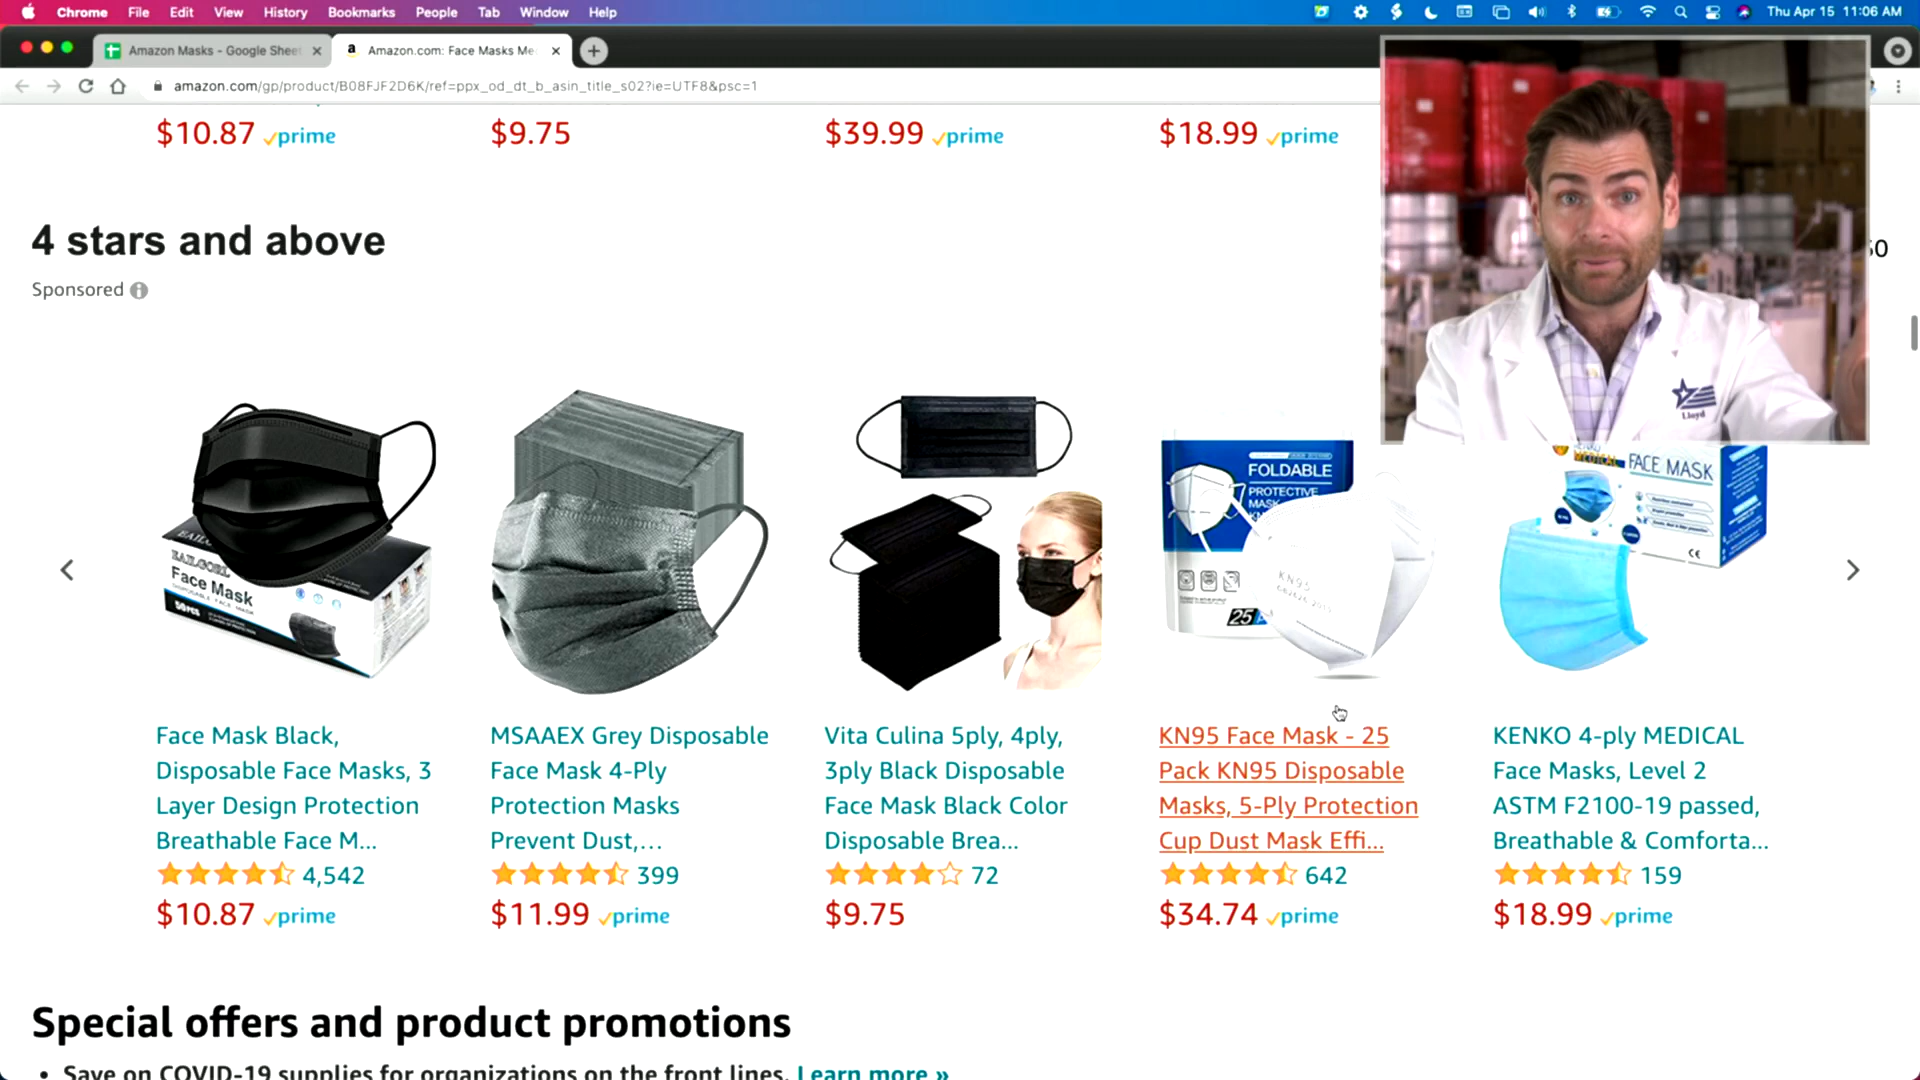 Chrome File Edit View History Bookmarks People Tab Window Help
Thu Apr 15 11:06 AM
Amazon Masks - Google Sheet
Amazon.com: Face Masks Me
amazon.com/gp/product/B08FJF2D6K/ref=ppx_od_dt_b_asin_title_s02?ie=UTF8&psc=1
$10.87 prime
$9.75
$39.99 prime
$18.99 prime
4 stars and above
Sponsored
Lloyd
EAILGOEL
Face Mask
50PCS
FOLDABLE
PROTECTIVE
MASK
25
KN95
MEDICAL
FACE MASK
CE
Face Mask Black,
Disposable Face Masks, 3
Layer Design Protection
Breathable Face M...
4,542
$10.87 prime
MSAAEX Grey Disposable
Face Mask 4-Ply
Protection Masks
Prevent Dust,...
399
$11.99 prime
Vita Culina 5ply, 4ply,
3ply Black Disposable
Face Mask Black Color
Disposable Brea...
72
$9.75
KN95 Face Mask - 25
Pack KN95 Disposable
Masks, 5-Ply Protection
Cup Dust Mask Effi...
642
$34.74 prime
KENKO 4-ply MEDICAL
Face Masks, Level 2
ASTM F2100-19 passed,
Breathable & Comforta...
159
$18.99 prime
Special offers and product promotions
• Save on COVID-19 supplies for organizations on the front lines. Learn more »